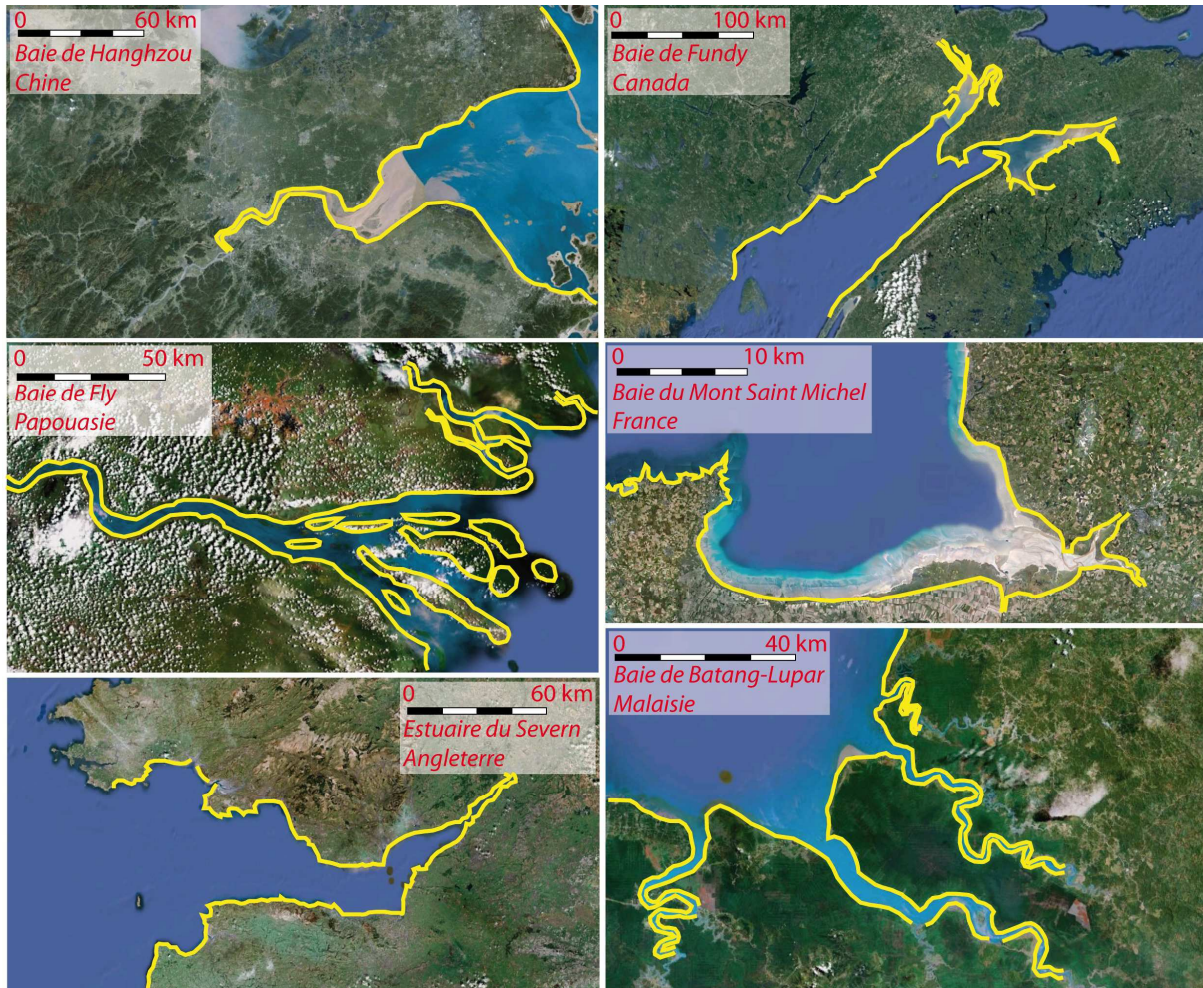 0 60 km
Baie de Hanghzou
Chine
0 100 km
Baie de Fundy
Canada
0 50 km
Baie de Fly
Papouasie
0 10 km
Baie du Mont Saint Michel
France
0 60 km
Estuaire du Severn
Angleterre
0 40 km
Baie de Batang-Lupar
Malaisie